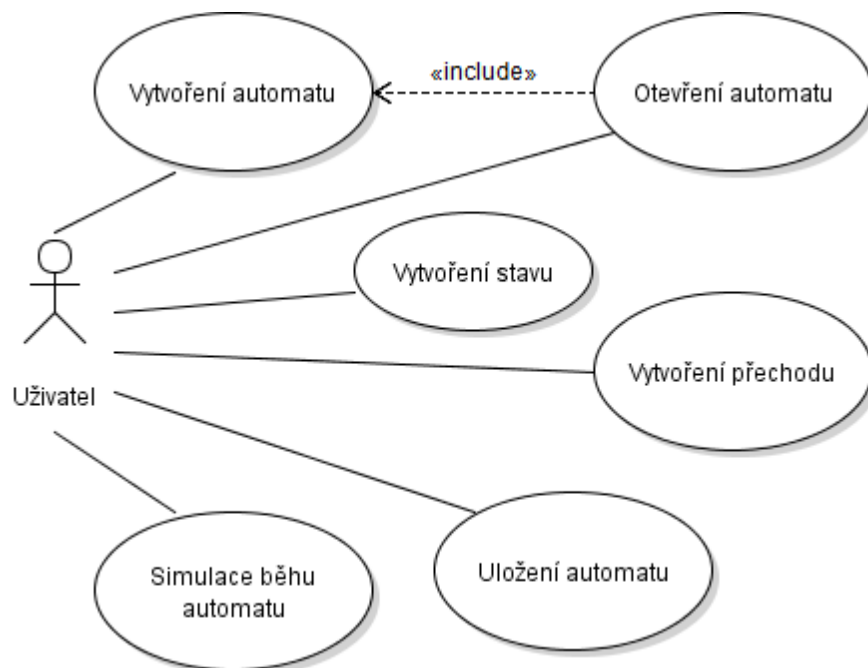 Vytvoření automatu
«include»
Otevření automatu
Vytvoření stavu
Vytvoření přechodu
Uživatel
Simulace běhu
automatu
Uložení automatu